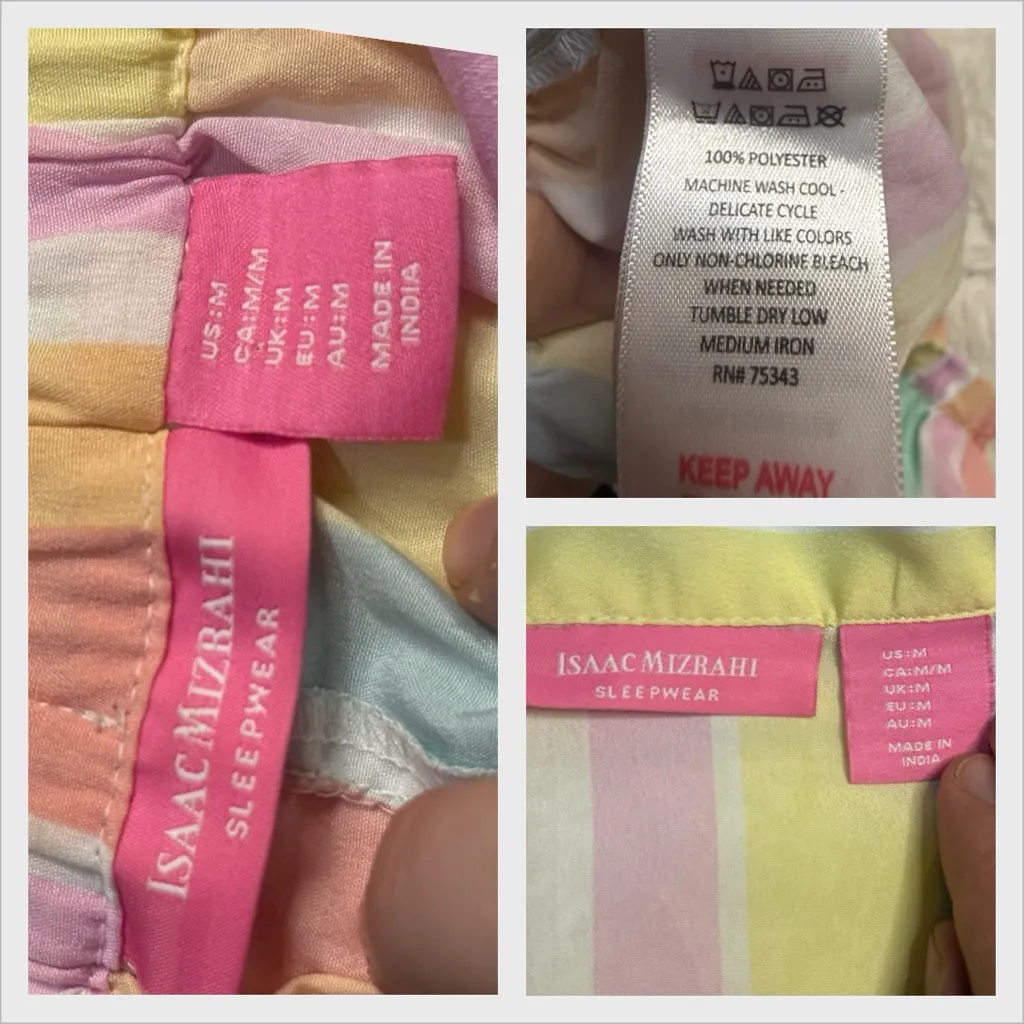 US:M
CA:M/M
UK:M
EU:M
AU:M
MADE IN
INDIA
ISAAC MIZRAHI
SLEEPWEAR
100% POLYESTER
MACHINE WASH COOL -
DELICATE CYCLE
WASH WITH LIKE COLORS
ONLY NON-CHLORINE BLEACH
WHEN NEEDED
TUMBLE DRY LOW
MEDIUM IRON
RN# 75343
KEEP AWAY
ISAAC MIZRAHI
SLEEPWEAR
US:M
CA:M/M
UK:M
EU:M
AU:M
MADE IN
INDIA